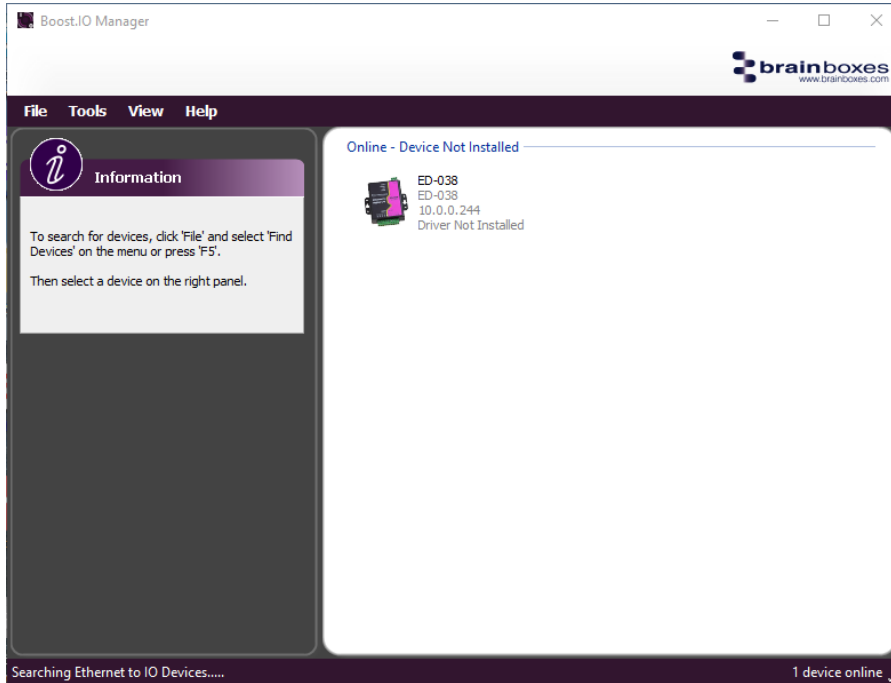 Boost.IO Manager
brainboxes
www.brainboxes.com
File Tools View Help
Information
To search for devices, click 'File' and select 'Find
Devices' on the menu or press 'F5'.
Then select a device on the right panel.
Online - Device Not Installed
ED-038
ED-038
10.0.0.244
Driver Not Installed
Searching Ethernet to IO Devices.....
1 device online